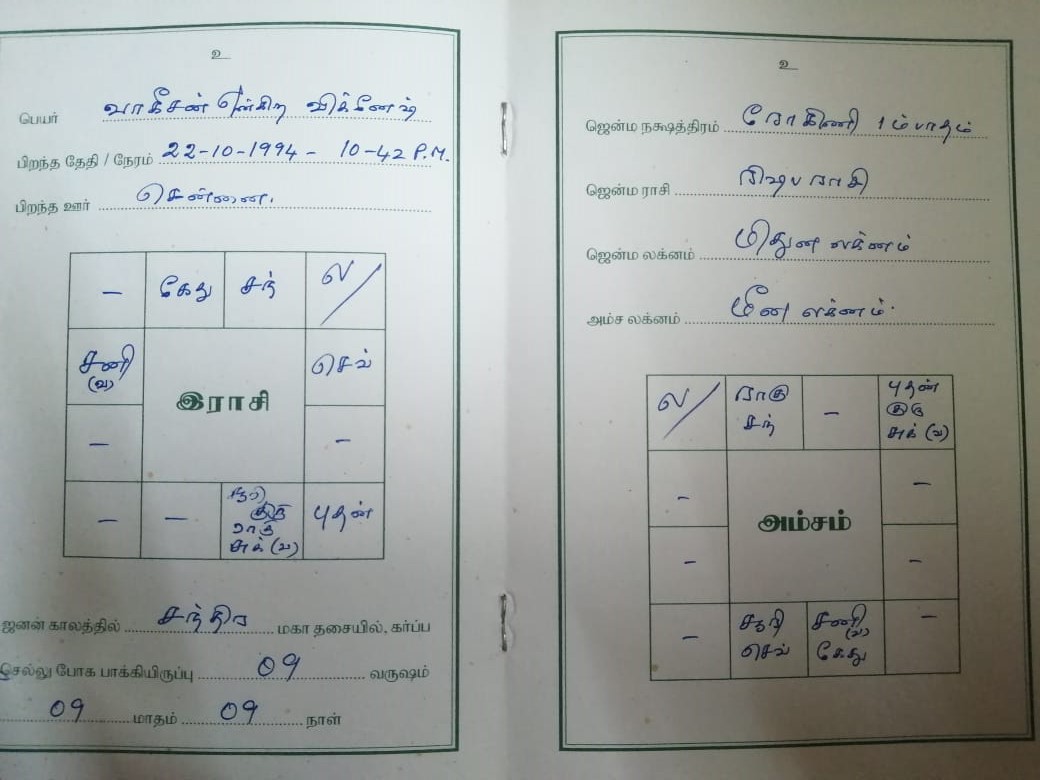 உ
பெயர் வாகீசன் என்கிற விக்னேஷ்
பிறந்த தேதி / நேரம் 22-10-1994 - 10-42 P.M.
பிறந்த ஊர் சென்னை.
– கேது சந் ல/
சனி (வ) செவ்
இராசி
– –
– – சூரி குரு ராகு சுக் (வ) புதன்
ஜனன காலத்தில் சந்திர மகா தசையில், கர்ப்ப
செல்லு போக பாக்கியிருப்பு 09 வருஷம்
09 மாதம் 09 நாள்
உ
ஜென்ம நக்ஷத்திரம் ரோகிணி 1 ம் பாதம்
ஜென்ம ராசி ரிஷப ராசி
ஜென்ம லக்னம் மிதுன லக்னம்
அம்ச லக்னம் மீன லக்னம்.
ல/ ராகு சந் – புதன் குரு சுக் (வ)
– –
அம்சம்
– –
– சூரி செவ் சனி (வ) கேது –